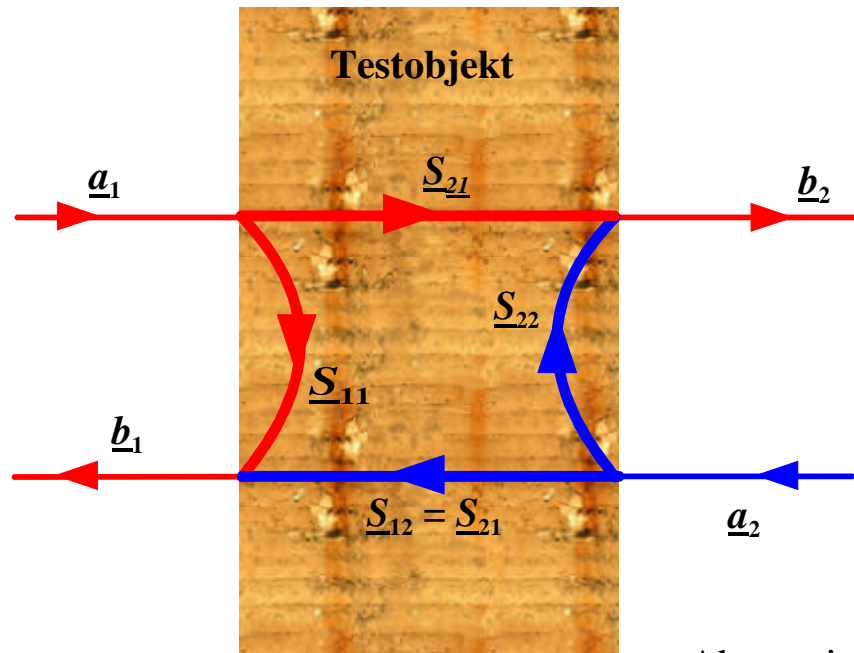 Testobjekt
a₁
S₂₁
b₂
S₂₂
S₁₁
b₁
S₁₂ = S₂₁
a₂